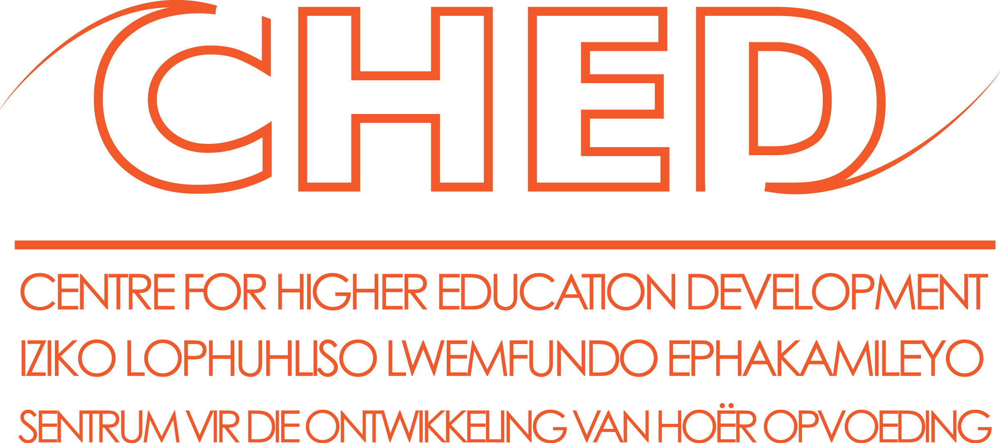 CHED
CENTRE FOR HIGHER EDUCATION DEVELOPMENT
IZIKO LOPHUHLISO LWEMFUNDO EPHAKAMILEYO
SENTRUM VIR DIE ONTWIKKELING VAN HOËR OPVOEDING